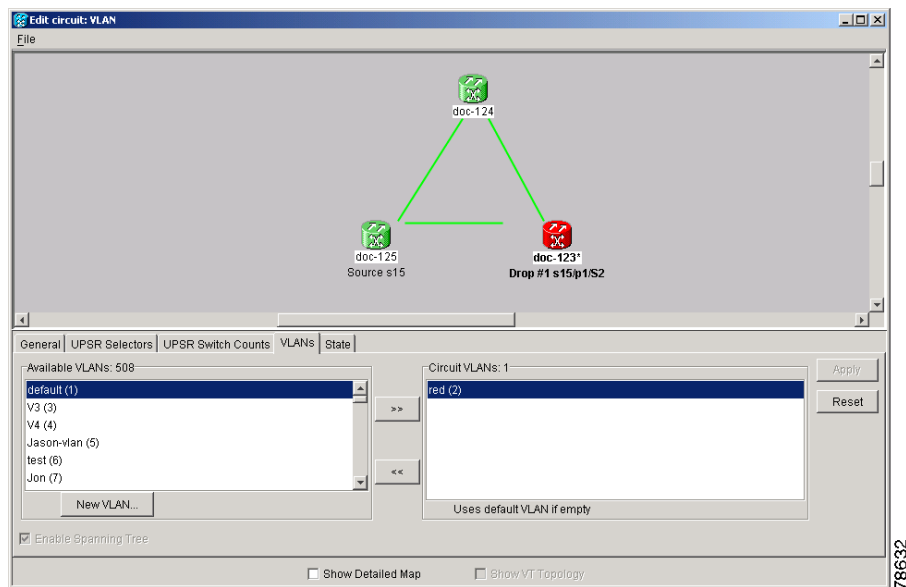 Edit circuit: VLAN
File
doc-124
doc-125
Source s15
doc-123*
Drop #1 s15/p1/S2
General UPSR Selectors UPSR Switch Counts VLANs State
Available VLANs: 508
default (1)
V3 (3)
V4 (4)
Jason-vlan (5)
test (6)
Jon (7)
New VLAN...
>>
<<
Circuit VLANs: 1
red (2)
Uses default VLAN if empty
Apply
Reset
Enable Spanning Tree
Show Detailed Map Show VT Topology
78632